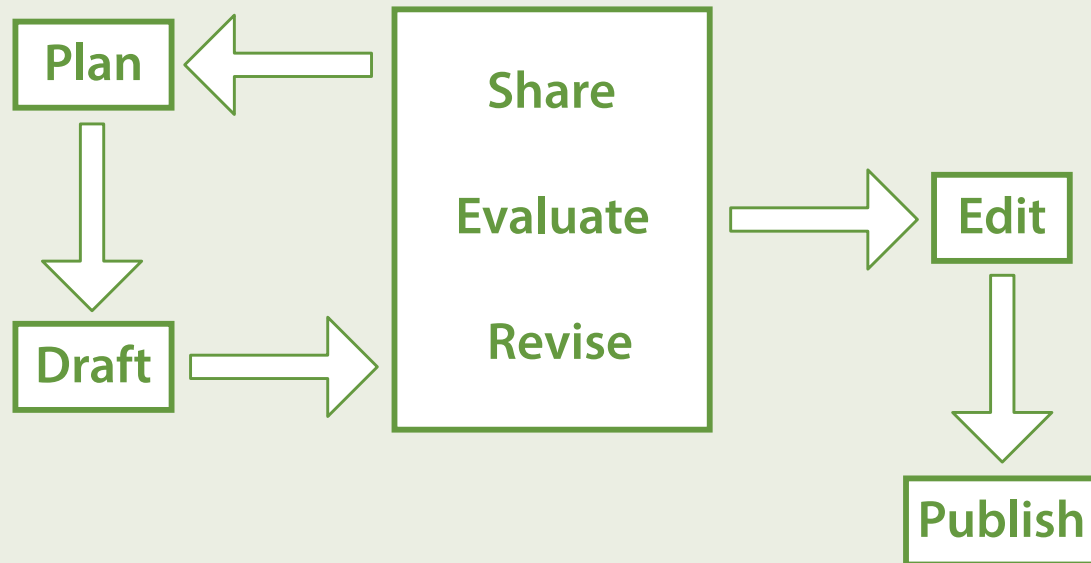 Plan
Share
Evaluate
Revise
Draft
Edit
Publish